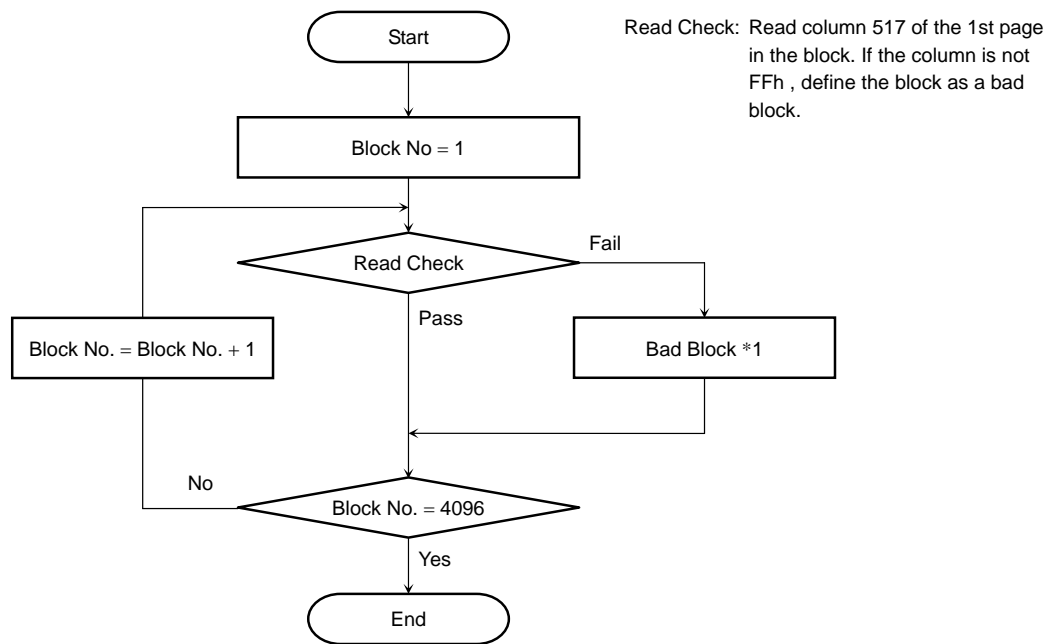 Start
Read Check: Read column 517 of the 1st page
in the block. If the column is not
FFh , define the block as a bad
block.
Block No = 1
Read Check
Fail
Pass
Block No. = Block No. + 1
Bad Block *1
No
Block No. = 4096
Yes
End